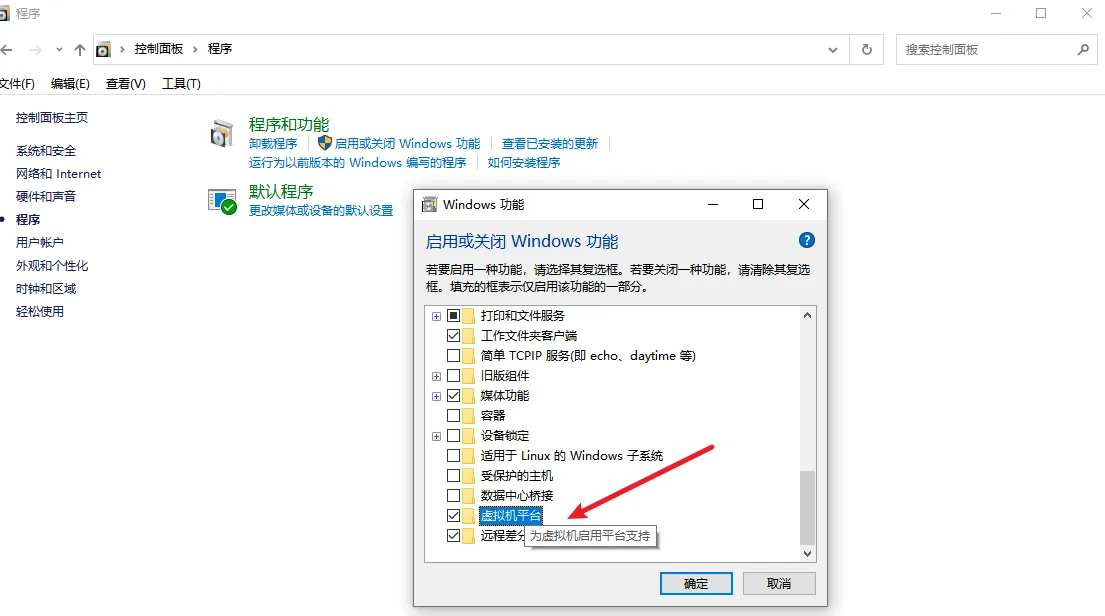 程序
控制面板 › 程序
搜索控制面板
文件(F) 编辑(E) 查看(V) 工具(T)
控制面板主页
系统和安全
网络和 Internet
硬件和声音
程序
用户帐户
外观和个性化
时钟和区域
轻松使用
程序和功能
卸载程序 启用或关闭 Windows 功能 查看已安装的更新
运行为以前版本的 Windows 编写的程序 如何安装程序
默认程序
更改媒体或设备的默认设置
Windows 功能
启用或关闭 Windows 功能
若要启用一种功能，请选择其复选框。若要关闭一种功能，请清除其复选
框。填充的框表示仅启用该功能的一部分。
打印和文件服务
工作文件夹客户端
简单 TCPIP 服务(即 echo、daytime 等)
旧版组件
媒体功能
容器
设备锁定
适用于 Linux 的 Windows 子系统
受保护的主机
数据中心桥接
虚拟机平台
远程差分
为虚拟机启用平台支持
确定 取消